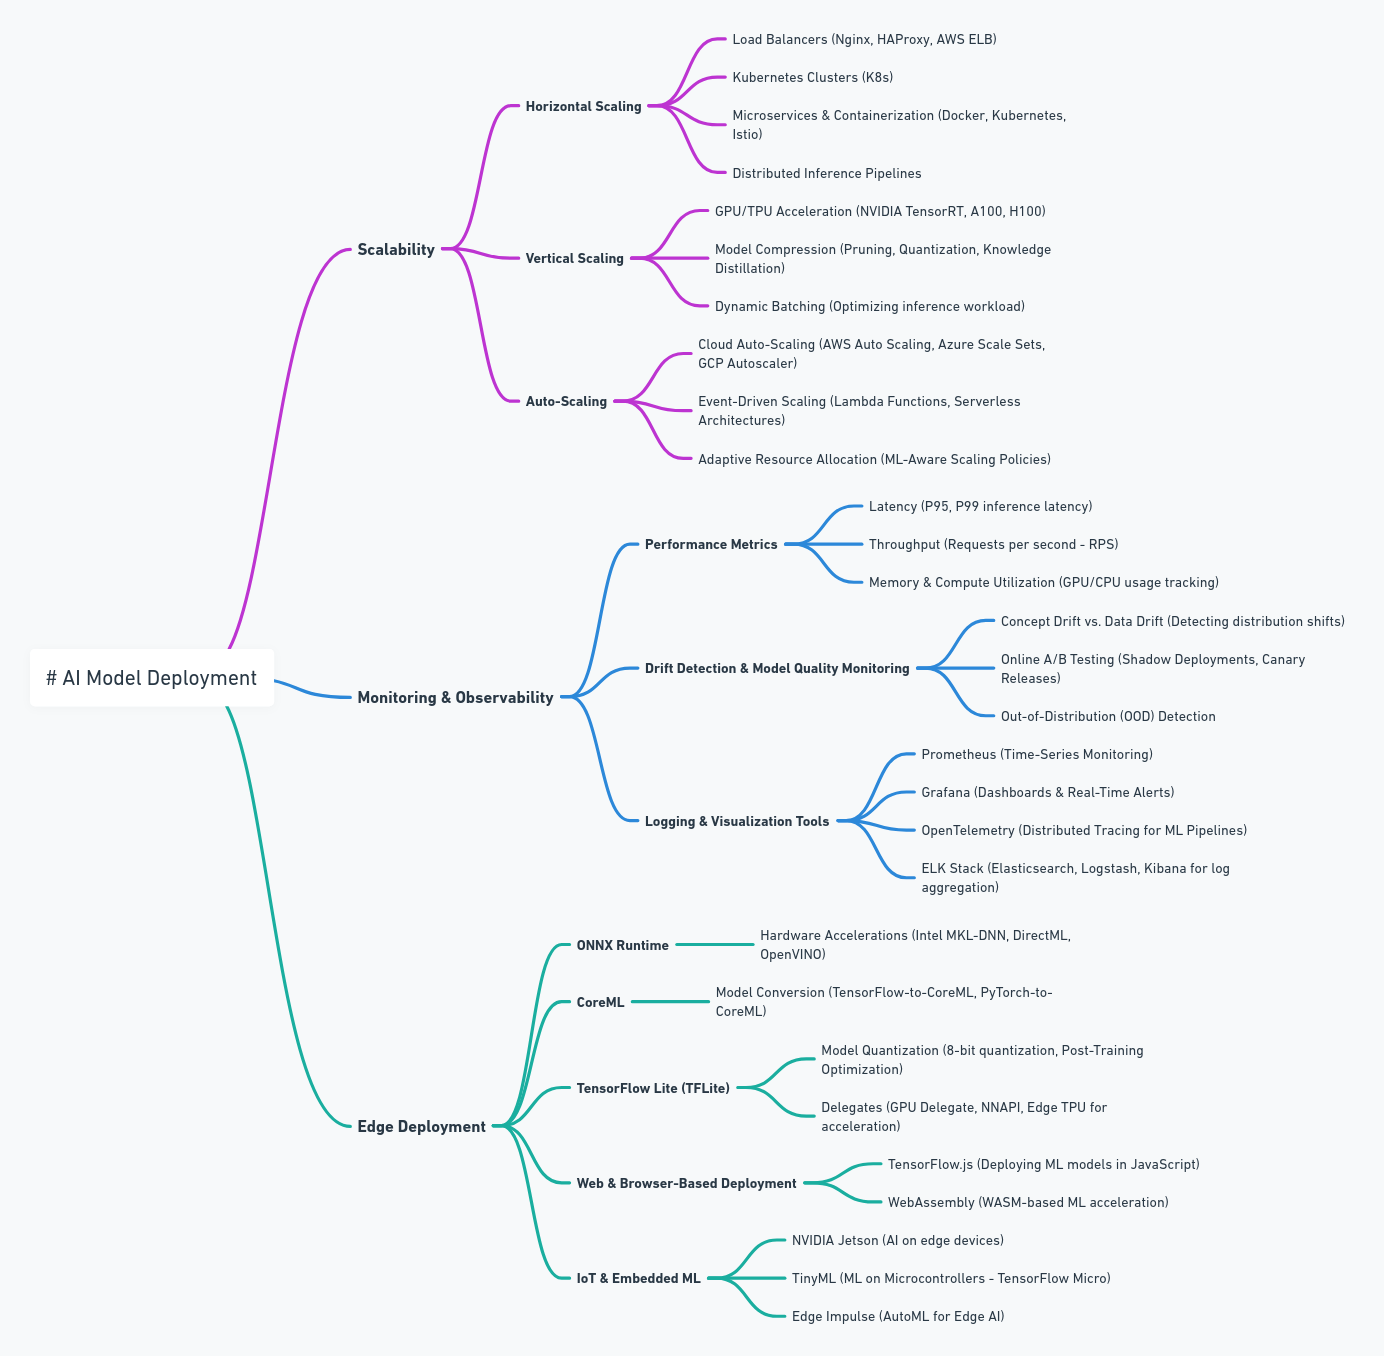 # AI Model Deployment
Scalability
Horizontal Scaling
Load Balancers (Nginx, HAProxy, AWS ELB)
Kubernetes Clusters (K8s)
Microservices & Containerization (Docker, Kubernetes,
Istio)
Distributed Inference Pipelines
Vertical Scaling
GPU/TPU Acceleration (NVIDIA TensorRT, A100, H100)
Model Compression (Pruning, Quantization, Knowledge
Distillation)
Dynamic Batching (Optimizing inference workload)
Auto-Scaling
Cloud Auto-Scaling (AWS Auto Scaling, Azure Scale Sets,
GCP Autoscaler)
Event-Driven Scaling (Lambda Functions, Serverless
Architectures)
Adaptive Resource Allocation (ML-Aware Scaling Policies)
Monitoring & Observability
Performance Metrics
Latency (P95, P99 inference latency)
Throughput (Requests per second - RPS)
Memory & Compute Utilization (GPU/CPU usage tracking)
Drift Detection & Model Quality Monitoring
Concept Drift vs. Data Drift (Detecting distribution shifts)
Online A/B Testing (Shadow Deployments, Canary
Releases)
Out-of-Distribution (OOD) Detection
Logging & Visualization Tools
Prometheus (Time-Series Monitoring)
Grafana (Dashboards & Real-Time Alerts)
OpenTelemetry (Distributed Tracing for ML Pipelines)
ELK Stack (Elasticsearch, Logstash, Kibana for log
aggregation)
Edge Deployment
ONNX Runtime
Hardware Accelerations (Intel MKL-DNN, DirectML,
OpenVINO)
CoreML
Model Conversion (TensorFlow-to-CoreML, PyTorch-to-
CoreML)
TensorFlow Lite (TFLite)
Model Quantization (8-bit quantization, Post-Training
Optimization)
Delegates (GPU Delegate, NNAPI, Edge TPU for
acceleration)
Web & Browser-Based Deployment
TensorFlow.js (Deploying ML models in JavaScript)
WebAssembly (WASM-based ML acceleration)
IoT & Embedded ML
NVIDIA Jetson (AI on edge devices)
TinyML (ML on Microcontrollers - TensorFlow Micro)
Edge Impulse (AutoML for Edge AI)